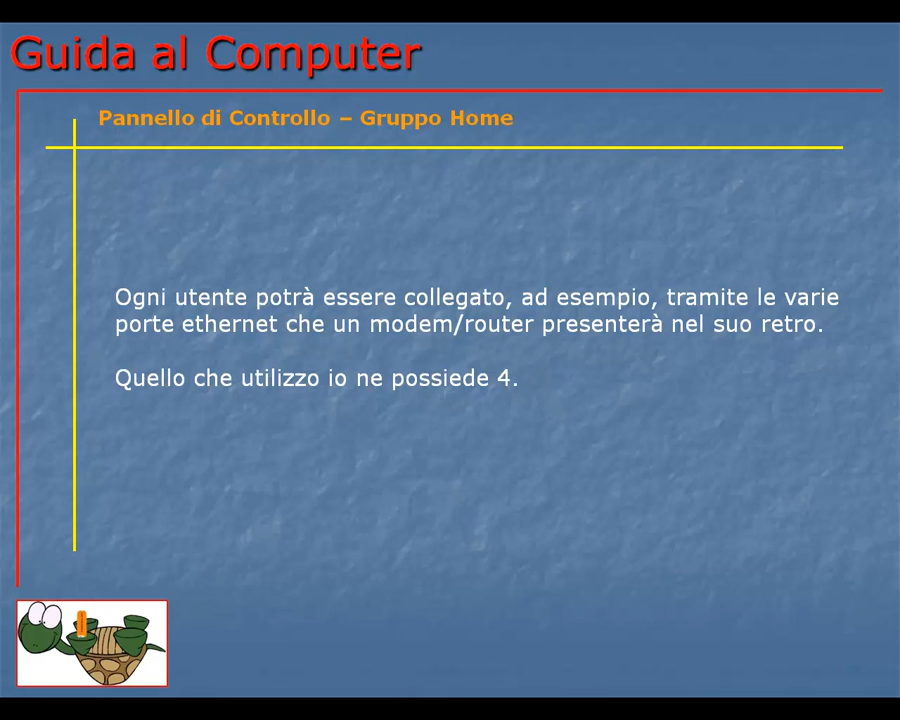 Guida al Computer
Pannello di Controllo – Gruppo Home
Ogni utente potrà essere collegato, ad esempio, tramite le varie
porte ethernet che un modem/router presenterà nel suo retro.
Quello che utilizzo io ne possiede 4.